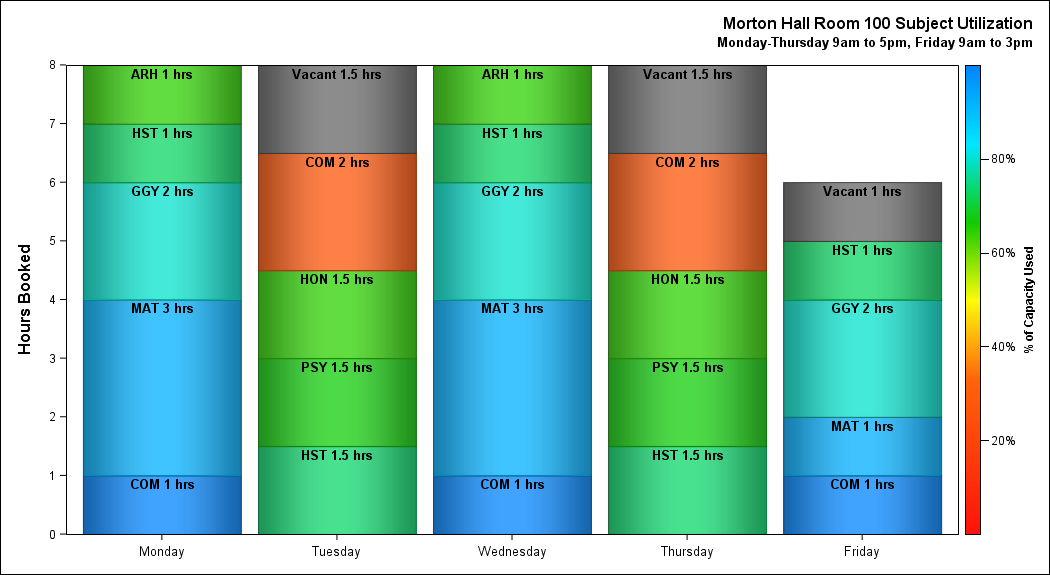 Morton Hall Room 100 Subject Utilization
Monday-Thursday 9am to 5pm, Friday 9am to 3pm
Hours Booked
8
7
6
5
4
3
2
1
0
ARH 1 hrs
HST 1 hrs
GGY 2 hrs
MAT 3 hrs
COM 1 hrs
Monday
Vacant 1.5 hrs
COM 2 hrs
HON 1.5 hrs
PSY 1.5 hrs
HST 1.5 hrs
Tuesday
ARH 1 hrs
HST 1 hrs
GGY 2 hrs
MAT 3 hrs
COM 1 hrs
Wednesday
Vacant 1.5 hrs
COM 2 hrs
HON 1.5 hrs
PSY 1.5 hrs
HST 1.5 hrs
Thursday
Vacant 1 hrs
HST 1 hrs
GGY 2 hrs
MAT 1 hrs
COM 1 hrs
Friday
80%
60%
40%
20%
% of Capacity Used